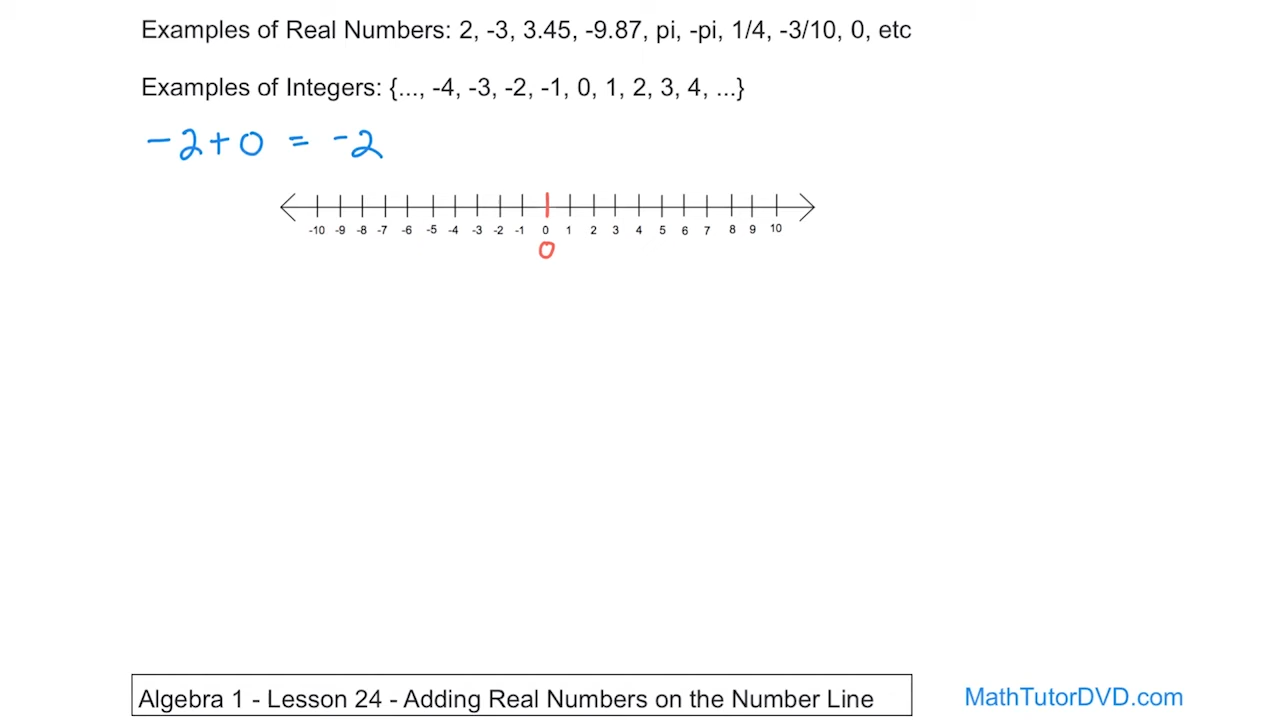 Examples of Real Numbers: 2, -3, 3.45, -9.87, pi, -pi, 1/4, -3/10, 0, etc
Examples of Integers: {..., -4, -3, -2, -1, 0, 1, 2, 3, 4, ...}
-2+0 = -2
-10 -9 -8 -7 -6 -5 -4 -3 -2 -1 0 1 2 3 4 5 6 7 8 9 10
0
Algebra 1 - Lesson 24 - Adding Real Numbers on the Number Line
MathTutorDVD.com